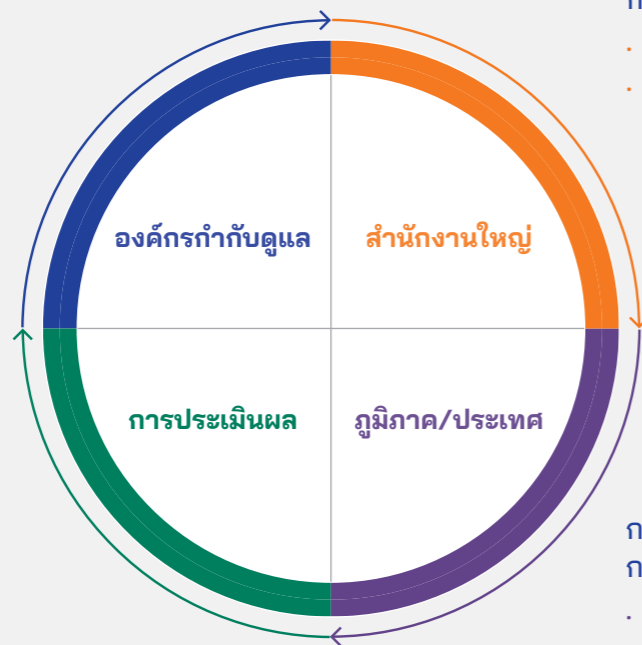 องค์กรกำกับดูแล
สำนักงานใหญ่
การประเมินผล
ภูมิภาค/ประเทศ